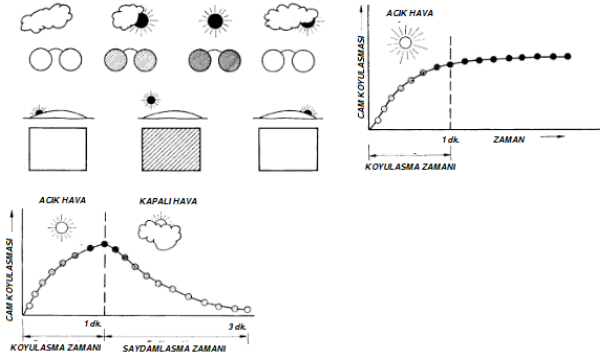 ACIK HAVA
CAM KOYULASMASI
1 dk.
ZAMAN
KOYULASMA ZAMANI
ACIK HAVA
KAPALI HAVA
CAM KOYULASMASI
1 dk.
3 dk.
KOYULASMA ZAMANI
SAYDAMLASMA ZAMANI